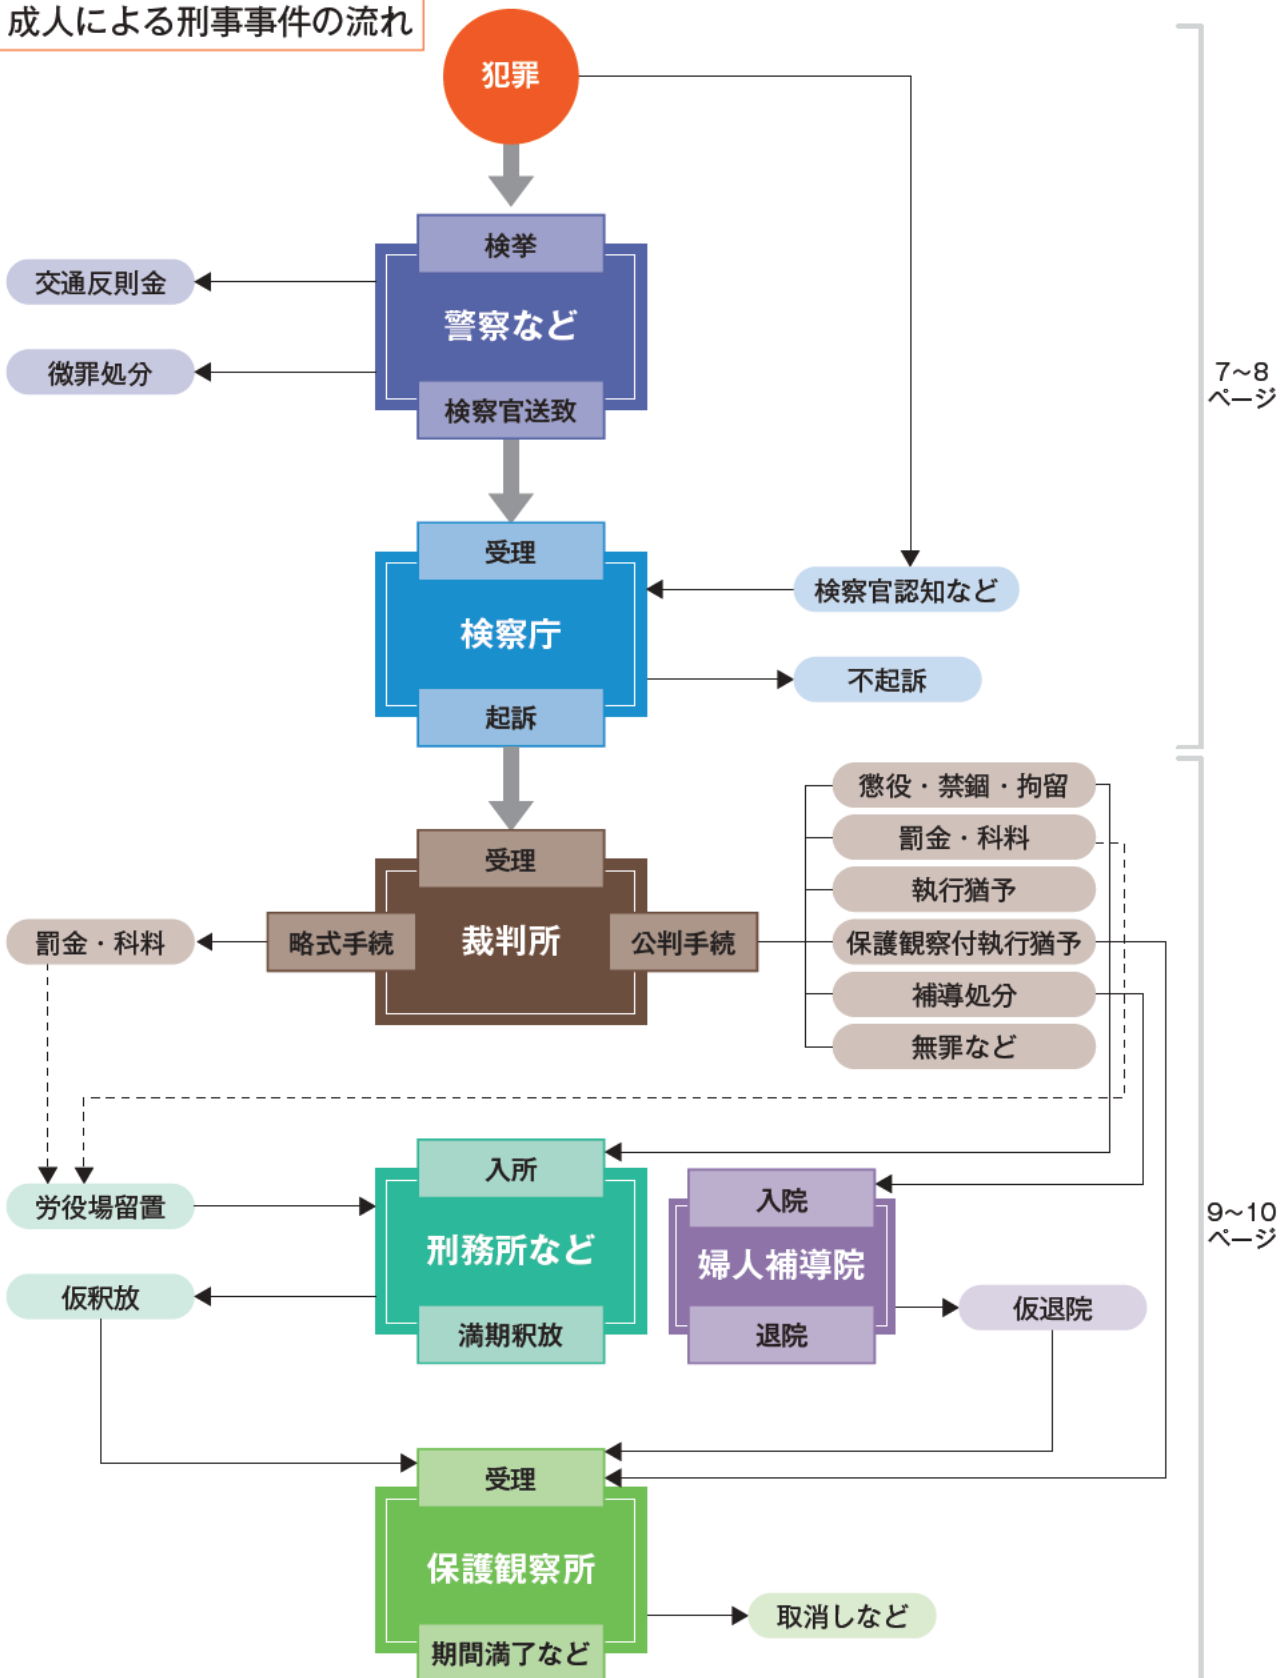 成人による刑事事件の流れ
犯罪
検挙
警察など
検察官送致
交通反則金
微罪処分
7〜8
ページ
受理
検察庁
起訴
検察官認知など
不起訴
受理
裁判所
略式手続
公判手続
罰金・科料
懲役・禁錮・拘留
罰金・科料
執行猶予
保護観察付執行猶予
補導処分
無罪など
労役場留置
仮釈放
入所
刑務所など
満期釈放
入院
婦人補導院
退院
仮退院
9〜10
ページ
受理
保護観察所
期間満了など
取消しなど